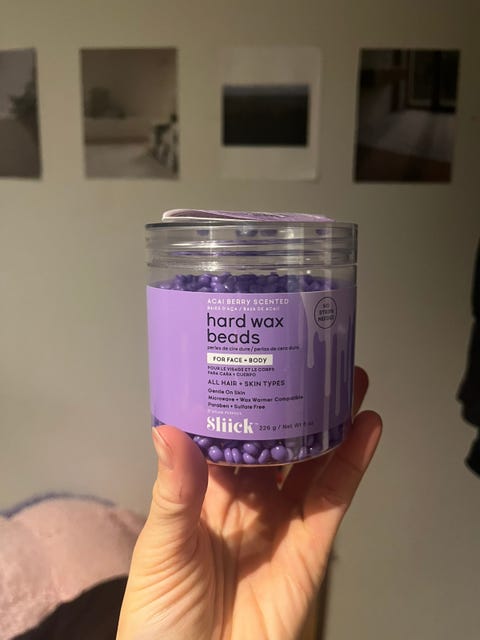 ACAI BERRY SCENTED
BAIES D'AÇAI / BAYA DE ACAI
hard wax
beads
perles de cire dure / perlas de cera dura
FOR FACE + BODY
POUR LE VISAGE ET LE CORPS
PARA CARA + CUERPO
ALL HAIR + SKIN TYPES
Gentle On Skin
Microwave + Wax Warmer Compatible
Paraben + Sulfate Free
Sliick
226 g / Net Wt 8 oz
NO
STRIPS
NEEDED